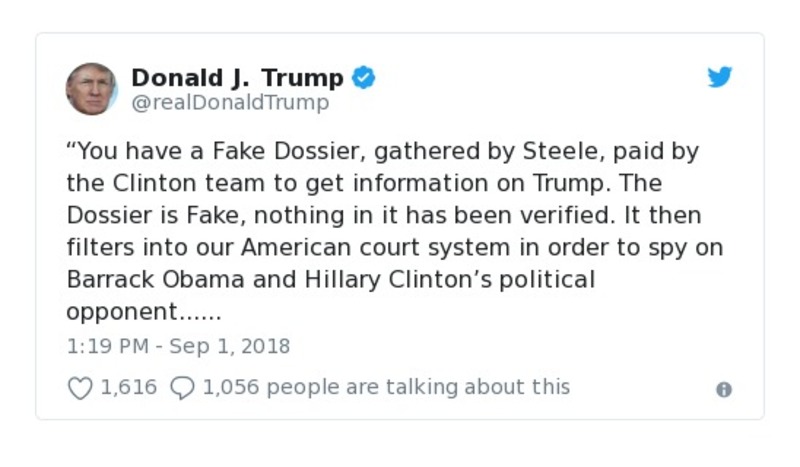 Donald J. Trump
@realDonaldTrump
“You have a Fake Dossier, gathered by Steele, paid by
the Clinton team to get information on Trump. The
Dossier is Fake, nothing in it has been verified. It then
filters into our American court system in order to spy on
Barrack Obama and Hillary Clinton’s political
opponent......
1:19 PM - Sep 1, 2018
1,616 1,056 people are talking about this